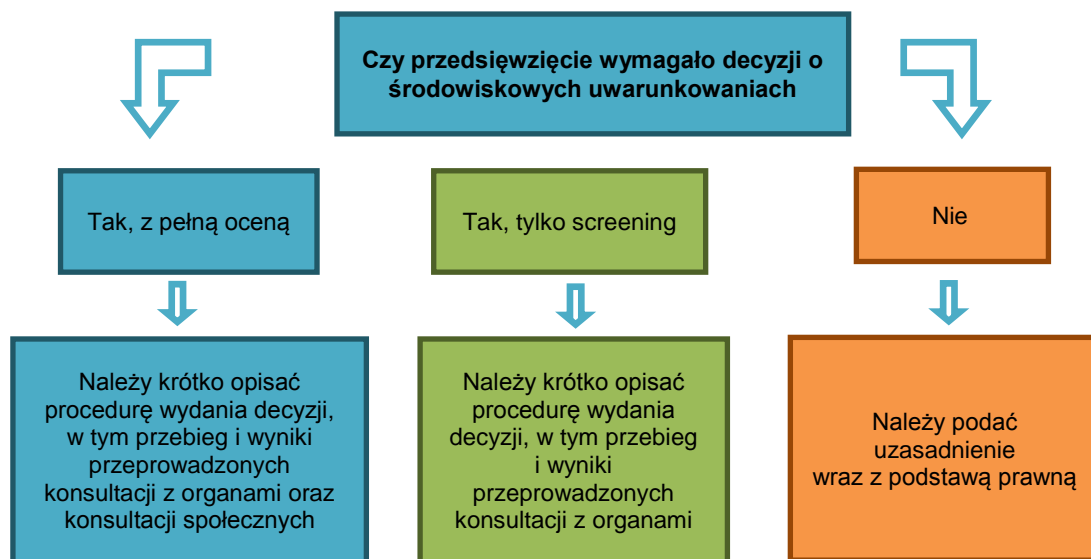 Czy przedsięwzięcie wymagało decyzji o
środowiskowych uwarunkowaniach
Tak, z pełną oceną
Tak, tylko screening
Nie
Należy krótko opisać
procedurę wydania decyzji,
w tym przebieg i wyniki
przeprowadzonych
konsultacji z organami oraz
konsultacji społecznych
Należy krótko opisać
procedurę wydania
decyzji, w tym przebieg
i wyniki
przeprowadzonych
konsultacji z organami
Należy podać
uzasadnienie
wraz z podstawą prawną